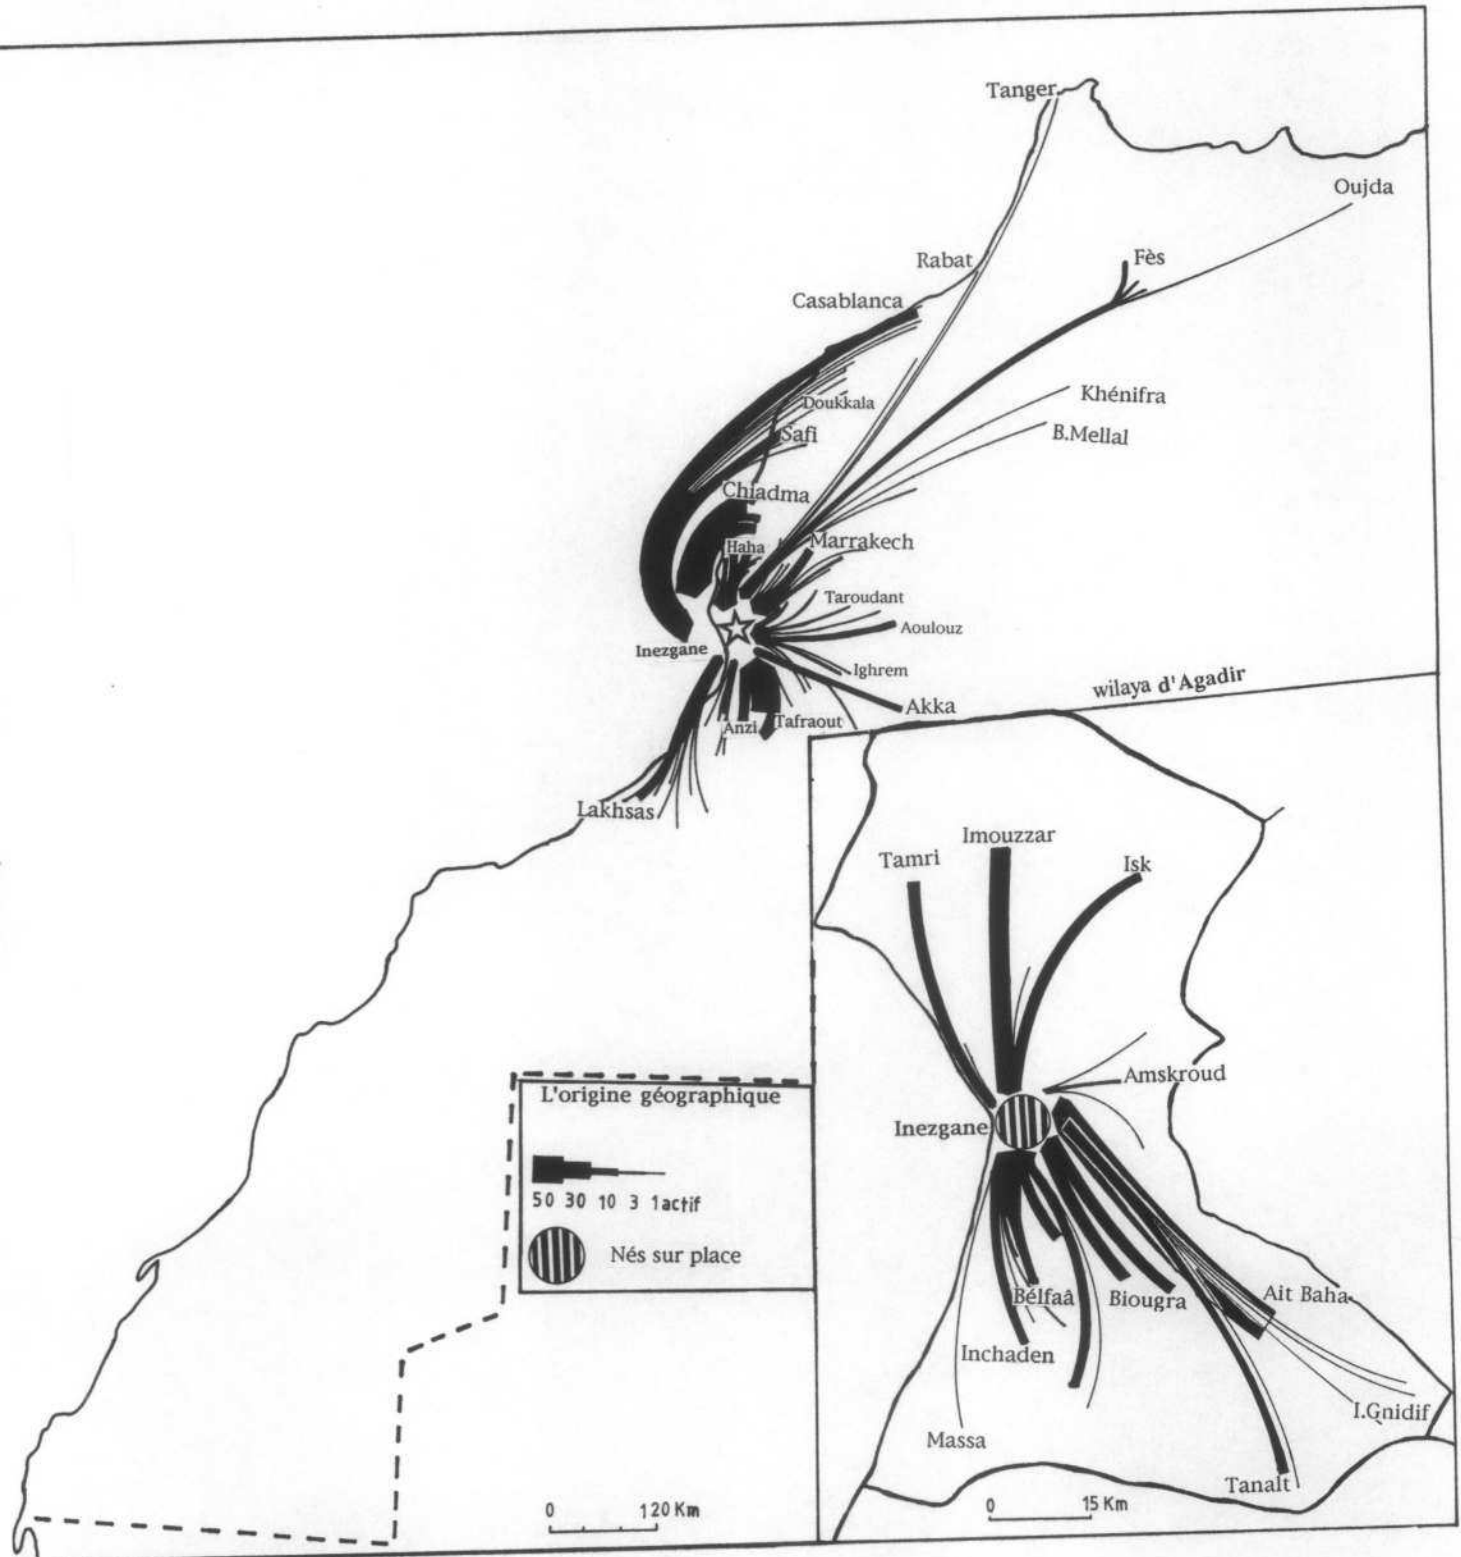 Tanger
Oujda
Fès
Rabat
Casablanca
Khénifra
Doukkala
B.Mellal
Safi
Chiadma
Haha
Marrakech
Taroudant
Aoulouz
Inezgane
Ighrem
Akka
Anzi
Tafraout
Lakhsas
wilaya d'Agadir
Imouzzar
Tamri
Isk
Amskroud
Inezgane
Bélfaâ
Biougra
Ait Baha
Inchaden
I.Gnidif
Massa
Tanalt
0 15 Km
L'origine géographique
50 30 10 3 1actif
Nés sur place
0 120 Km